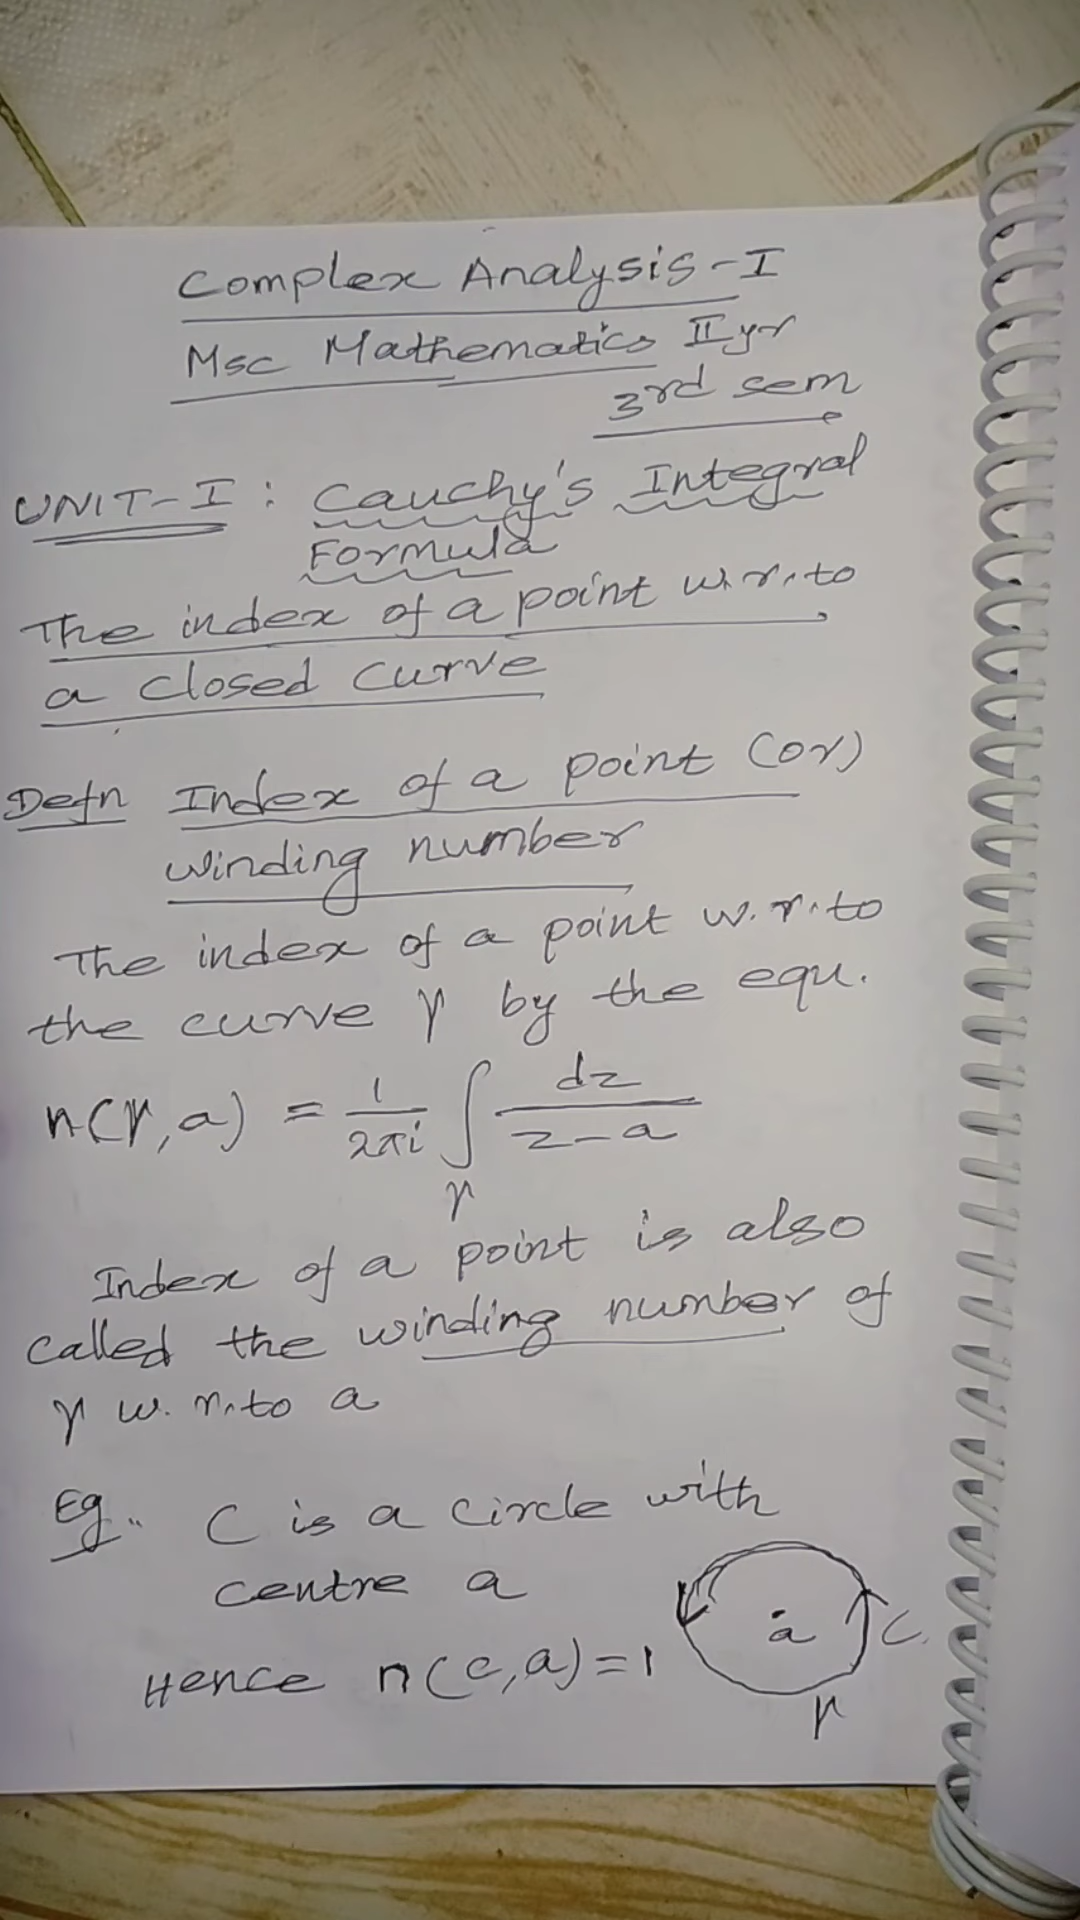 Complex Analysis-I
Msc Mathematics II yr
3rd sem
UNIT-I : Cauchy's Integral
Formula
The index of a point w.r.to
a closed curve
Defn Index of a point (or)
winding number
The index of a point w.r.to
the curve γ by the equ.
n(γ,a) = 1/2πi ∫γ dz/z-a
Index of a point is also
called the winding number of
γ w.r.to a
Eg.. C is a circle with
centre a
Hence n(c,a)=1
a
C.
γ